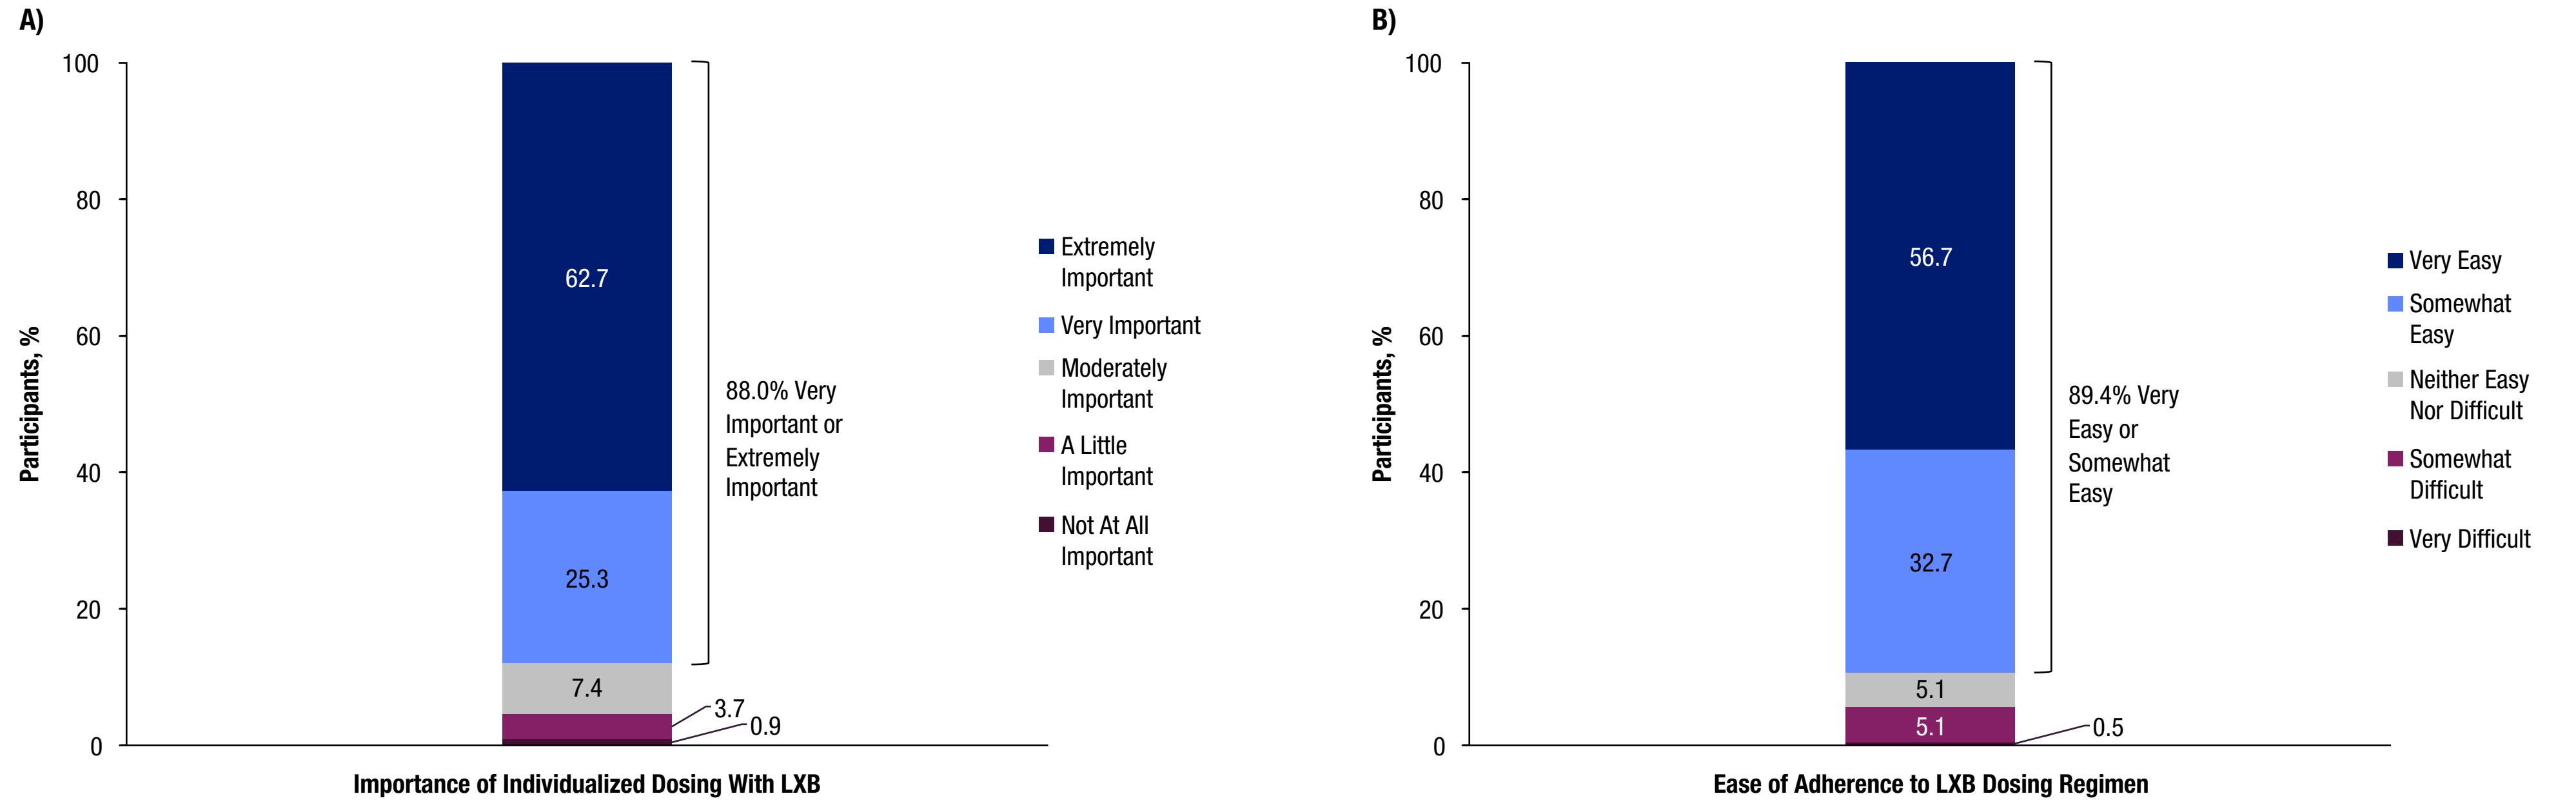 A)
100
80
60
40
20
0
Participants, %
62.7
25.3
7.4
3.7
0.9
88.0% Very
Important or
Extremely
Important
Extremely
Important
Very Important
Moderately
Important
A Little
Important
Not At All
Important
Importance of Individualized Dosing With LXB
B)
100
80
60
40
20
0
Participants, %
56.7
32.7
5.1
5.1
0.5
89.4% Very
Easy or
Somewhat
Easy
Very Easy
Somewhat
Easy
Neither Easy
Nor Difficult
Somewhat
Difficult
Very Difficult
Ease of Adherence to LXB Dosing Regimen